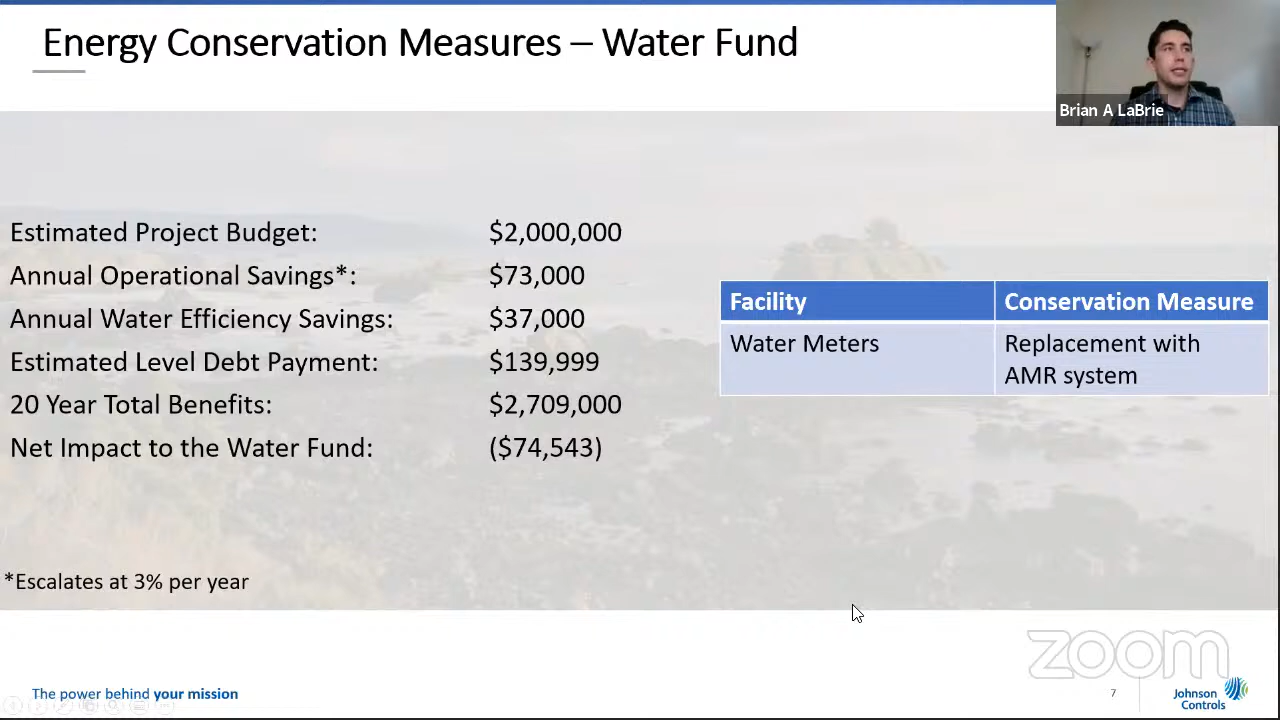 Energy Conservation Measures – Water Fund
Brian A LaBrie
Estimated Project Budget: $2,000,000
Annual Operational Savings*: $73,000
Annual Water Efficiency Savings: $37,000
Estimated Level Debt Payment: $139,999
20 Year Total Benefits: $2,709,000
Net Impact to the Water Fund: ($74,543)
Facility Conservation Measure
Water Meters Replacement with
AMR system
*Escalates at 3% per year
zoom
The power behind your mission
7
Johnson
Controls